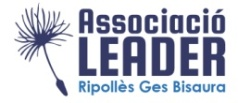 Associació
LEADER
Ripollès Ges Bisaura